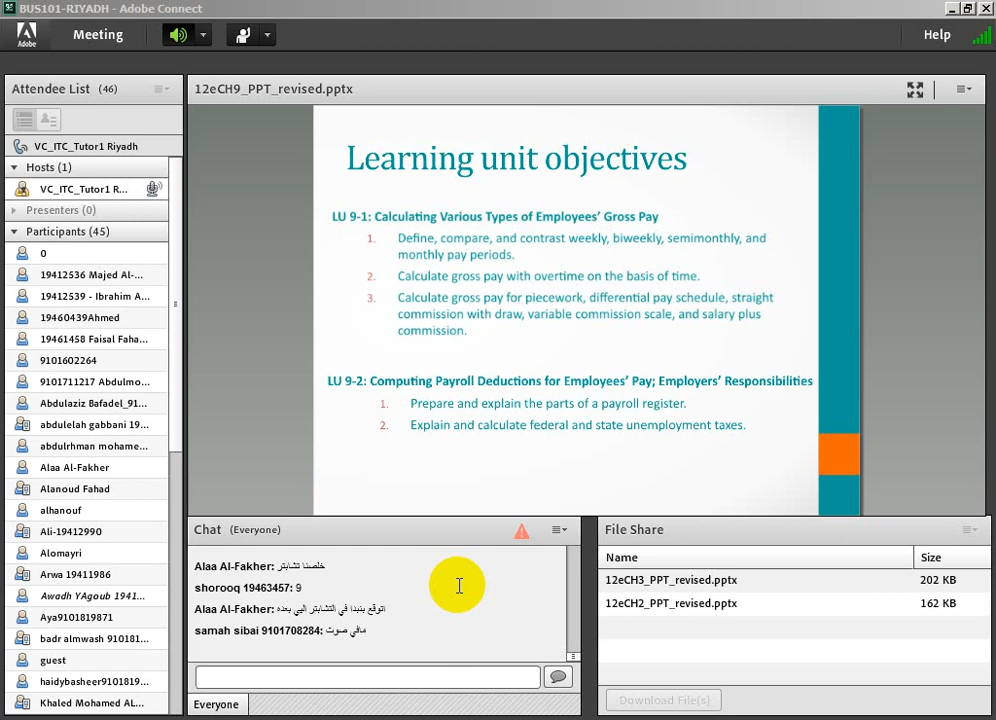 BUS101-RIYADH - Adobe Connect
Adobe
Meeting
Help
Attendee List (46)
VC_ITC_Tutor1 Riyadh
Hosts (1)
VC_ITC_Tutor1 R...
Presenters (0)
Participants (45)
0
19412536 Majed Al-...
19412539 - Ibrahim A...
19460439Ahmed
19461458 Faisal Faha...
9101602264
9101711217 Abdulmo...
Abdulaziz Bafadel_91...
abdulelah gabbani 19...
abdulrhman mohame...
Alaa Al-Fakher
Alanoud Fahad
alhanouf
Ali-19412990
Alomayri
Arwa 19411986
Awadh YAgoub 1941...
Aya9101819871
badr almwash 910181...
guest
haidybasheer9101819...
Khaled Mohamed AL...
12eCH9_PPT_revised.pptx
Learning unit objectives
LU 9-1: Calculating Various Types of Employees' Gross Pay
1. Define, compare, and contrast weekly, biweekly, semimonthly, and
monthly pay periods.
2. Calculate gross pay with overtime on the basis of time.
3. Calculate gross pay for piecework, differential pay schedule, straight
commission with draw, variable commission scale, and salary plus
commission.
LU 9-2: Computing Payroll Deductions for Employees' Pay; Employers' Responsibilities
1. Prepare and explain the parts of a payroll register.
2. Explain and calculate federal and state unemployment taxes.
Chat (Everyone)
Alaa Al-Fakher: خلصنا تشابتر
shorooq 19463457: 9
Alaa Al-Fakher: اتوقع بنبدا في التشابتر اليي بعده
samah sibai 9101708284: مافي صوت
Everyone
File Share
Name Size
12eCH3_PPT_revised.pptx 202 KB
12eCH2_PPT_revised.pptx 162 KB
Download File(s)